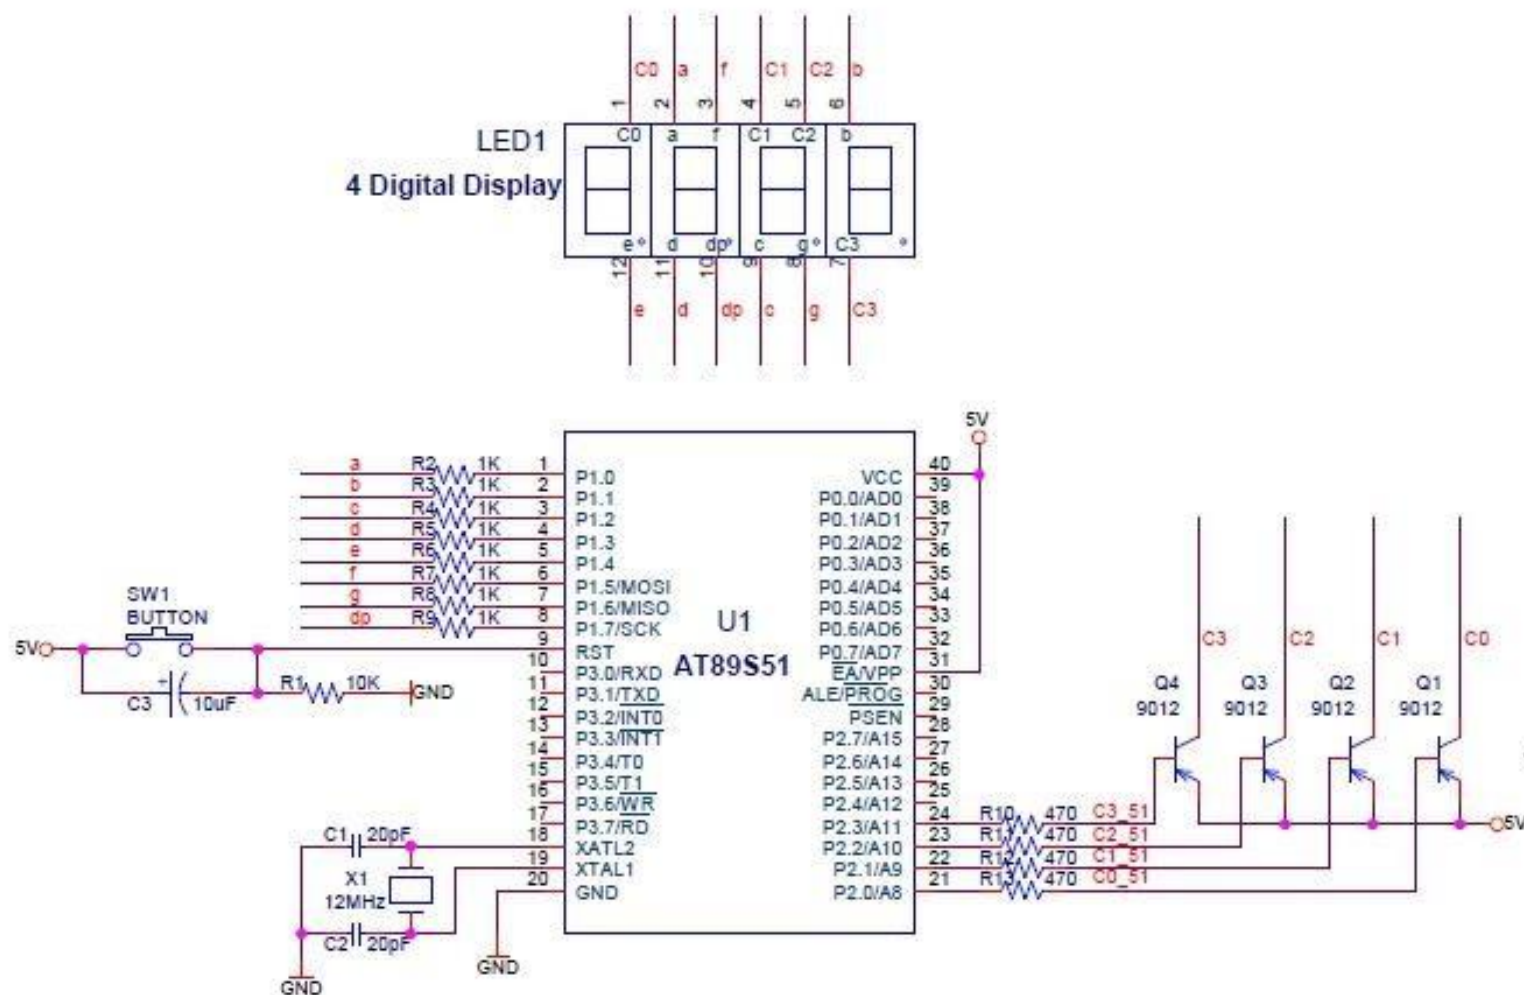 C0 a f C1 C2 b
1 2 3 4 5 6
LED1
C0 a f C1 C2 b
4 Digital Display
e d dp c g C3
12 11 10 9 8 7
e d dp c g C3
5V
a R2 1K 1 P1.0
b R3 1K 2 P1.1
c R4 1K 3 P1.2
d R5 1K 4 P1.3
e R6 1K 5 P1.4
f R7 1K 6 P1.5/MOSI
g R8 1K 7 P1.6/MISO
dp R9 1K 8 P1.7/SCK
SW1
BUTTON
5V
9 RST
10 P3.0/RXD
11 P3.1/TXD
12 P3.2/INT0
13 P3.3/INT1
14 P3.4/T0
15 P3.5/T1
16 P3.6/WR
17 P3.7/RD
18 XATL2
19 XTAL1
20 GND
C3 10uF
R1 10K GND
C1 20pF
X1
12MHz
C2 20pF
GND
GND
U1
AT89S51
VCC 40
P0.0/AD0 39
P0.1/AD1 38
P0.2/AD2 37
P0.3/AD3 36
P0.4/AD4 35
P0.5/AD5 34
P0.6/AD6 33
P0.7/AD7 32
EA/VPP 31
ALE/PROG 30
PSEN 29
P2.7/A15 28
P2.6/A14 27
P2.5/A13 26
P2.4/A12 25
P2.3/A11 24 R10 470 C3_51
P2.2/A10 23 R11 470 C2_51
P2.1/A9 22 R12 470 C1_51
P2.0/A8 21 R13 470 C0_51
C3 C2 C1 C0
Q4 Q3 Q2 Q1
9012 9012 9012 9012
5V